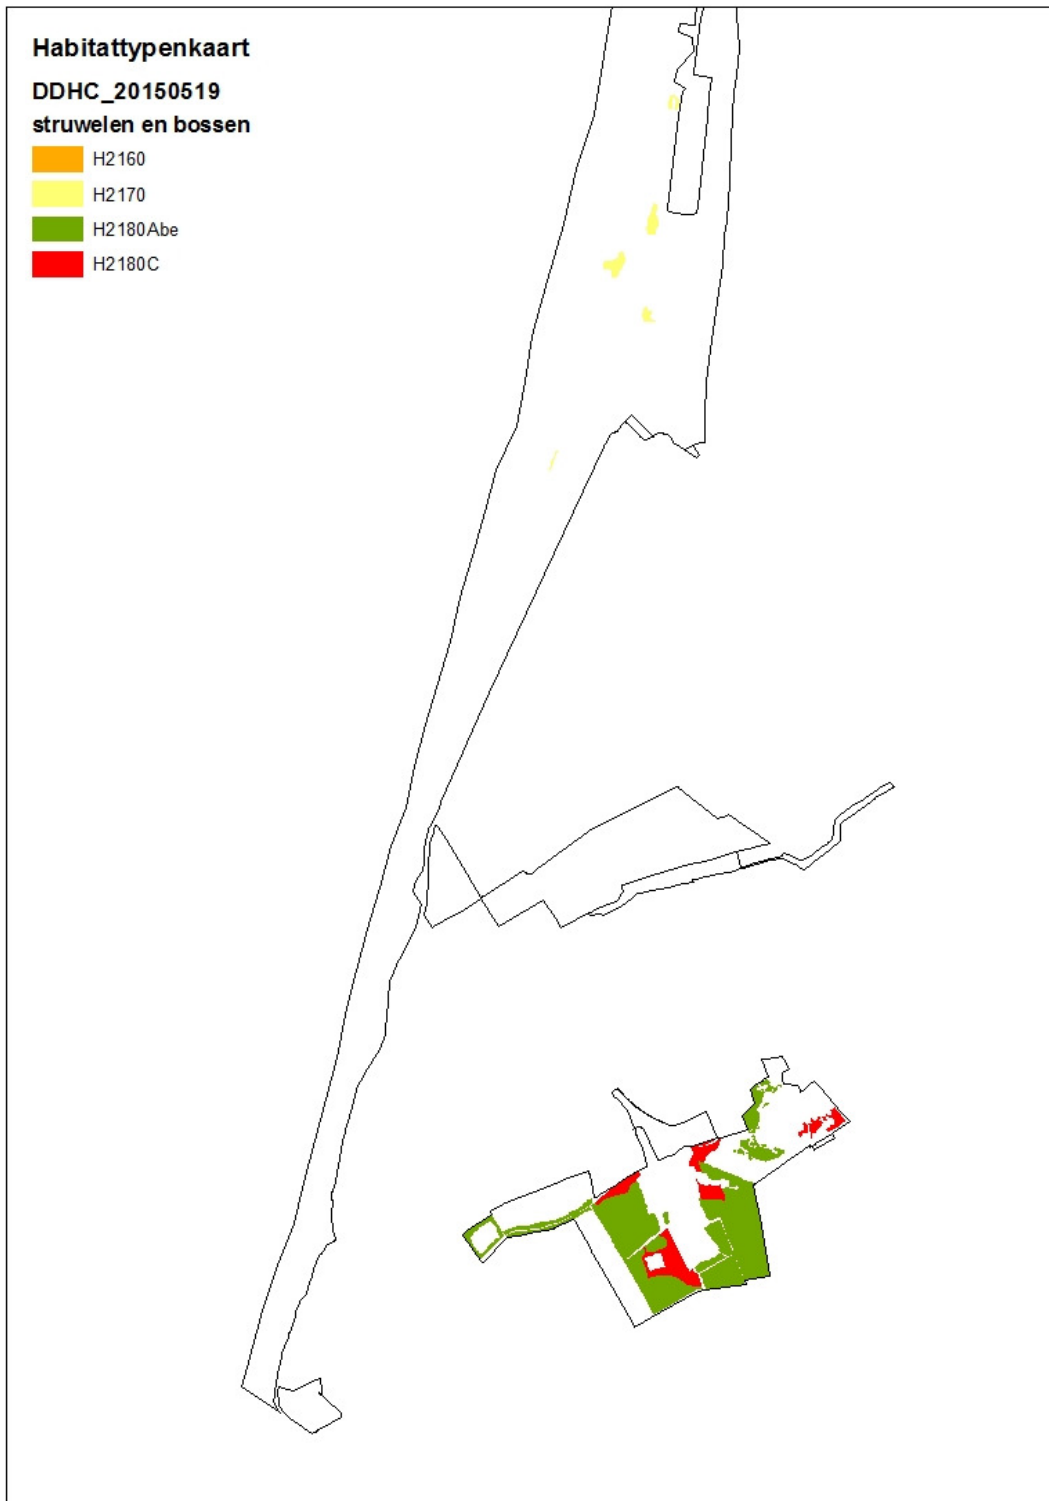 Habitattypenkaart
DDHC_20150519
struwelen en bossen
H2160
H2170
H2180Abe
H2180C